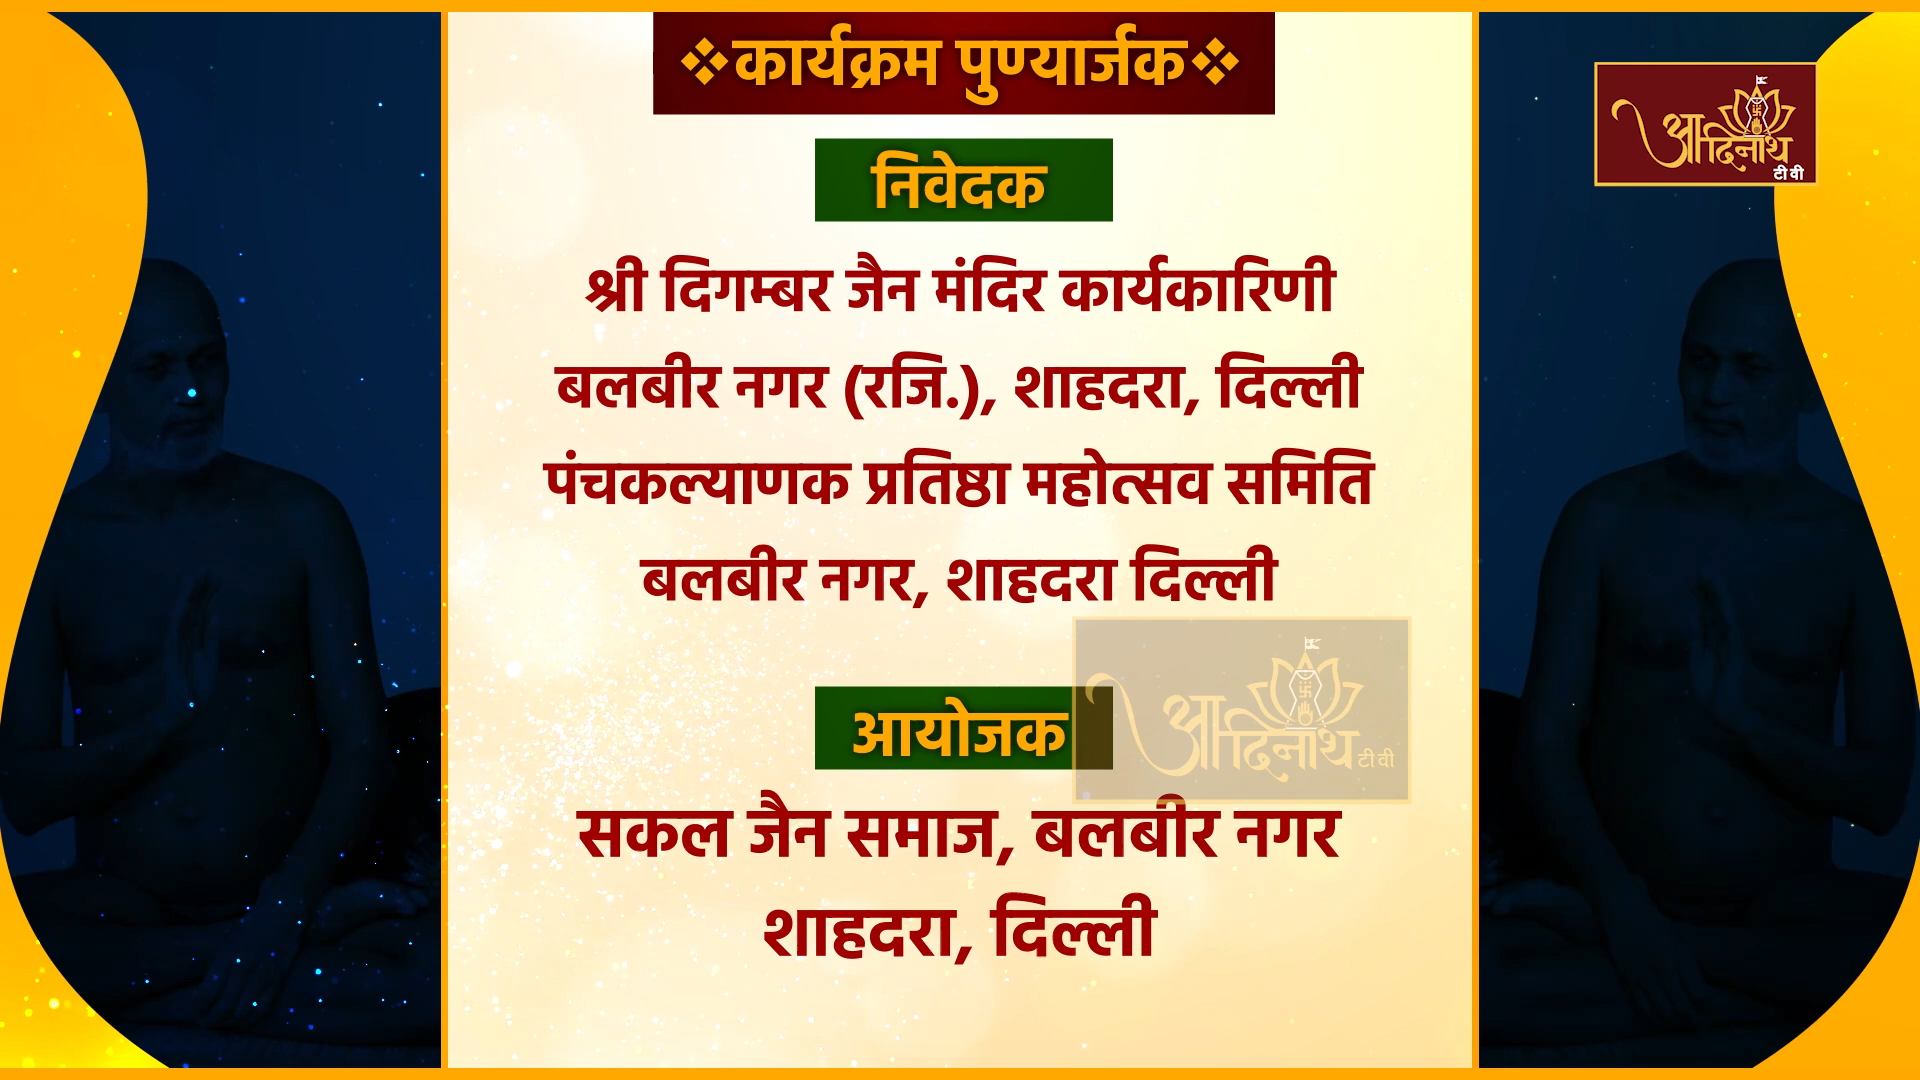 ❖कार्यक्रम पुण्यार्जक❖
आदिनाथ
टीवी
निवेदक
श्री दिगम्बर जैन मंदिर कार्यकारिणी
बलबीर नगर (रजि.), शाहदरा, दिल्ली
पंचकल्याणक प्रतिष्ठा महोत्सव समिति
बलबीर नगर, शाहदरा दिल्ली
आयोजक
आदिनाथ टीवी
सकल जैन समाज, बलबीर नगर
शाहदरा, दिल्ली